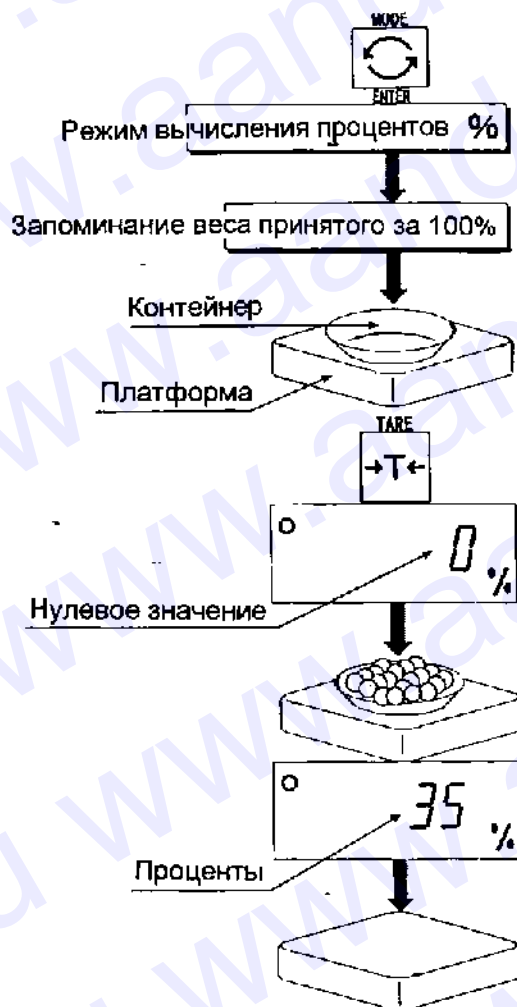 MODE
ENTER
Режим вычисления процентов %
Запоминание веса принятого за 100%
Контейнер
Платформа
TARE
→T←
0 %
Нулевое значение
35 %
Проценты